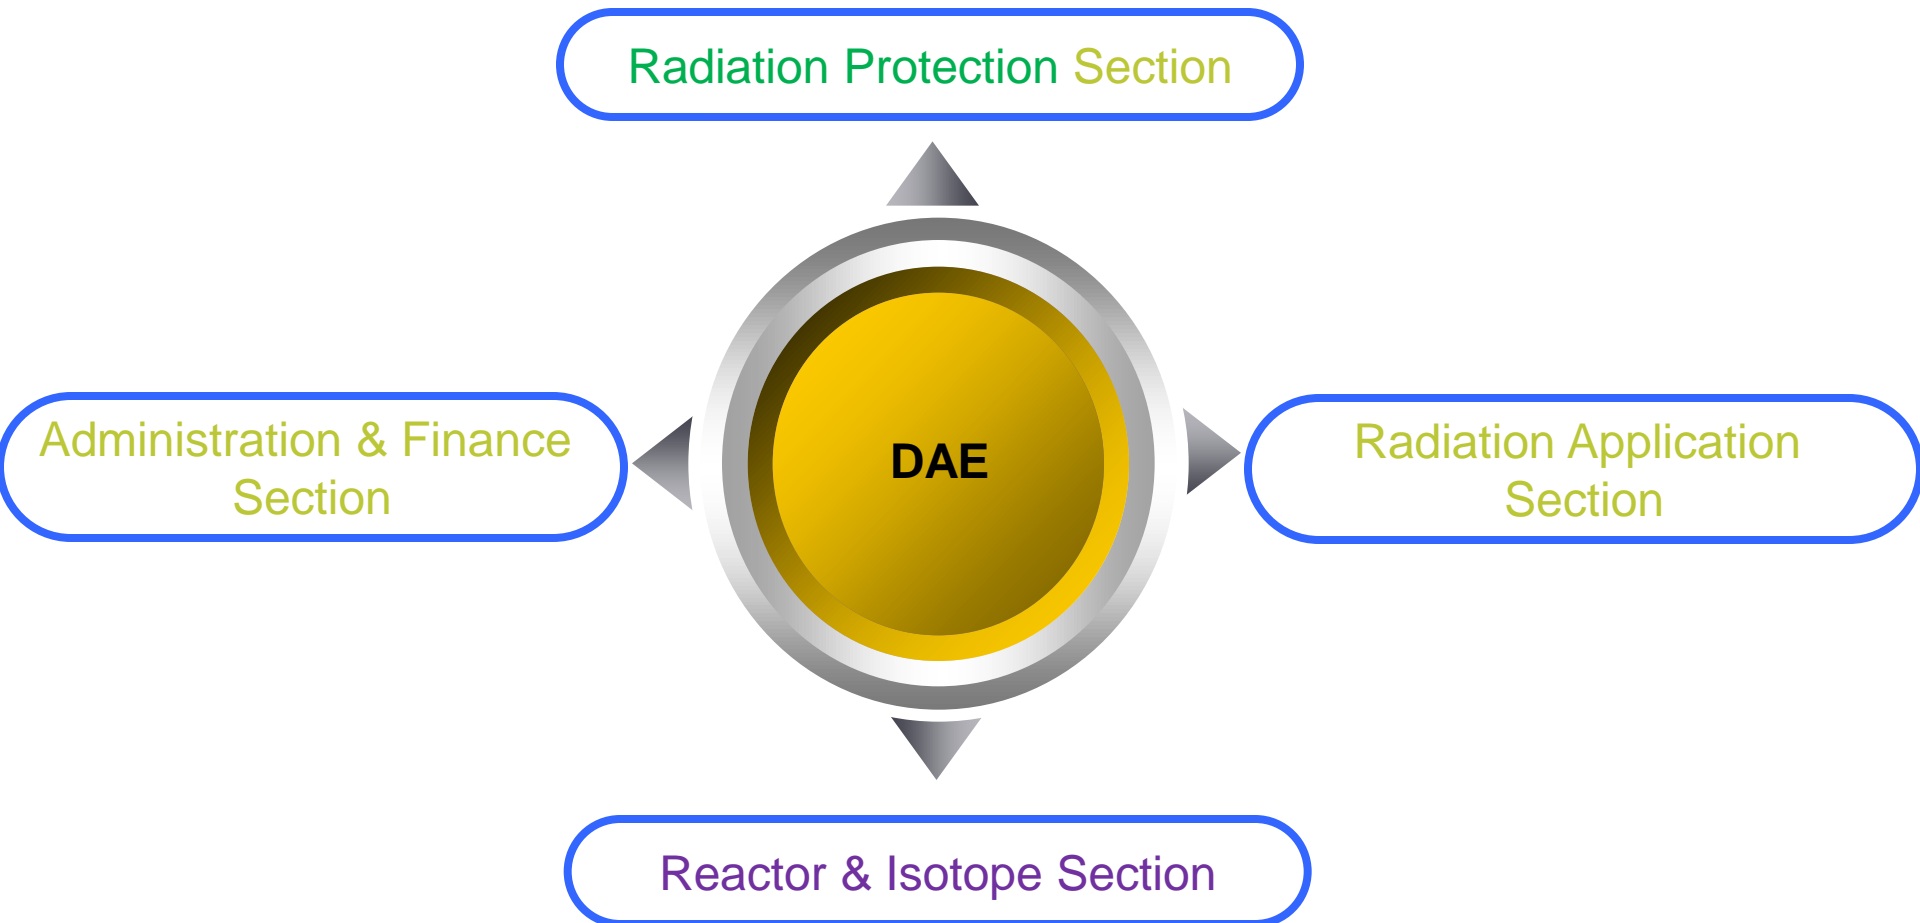 Radiation Protection Section
Administration & Finance
Section
DAE
Radiation Application
Section
Reactor & Isotope Section